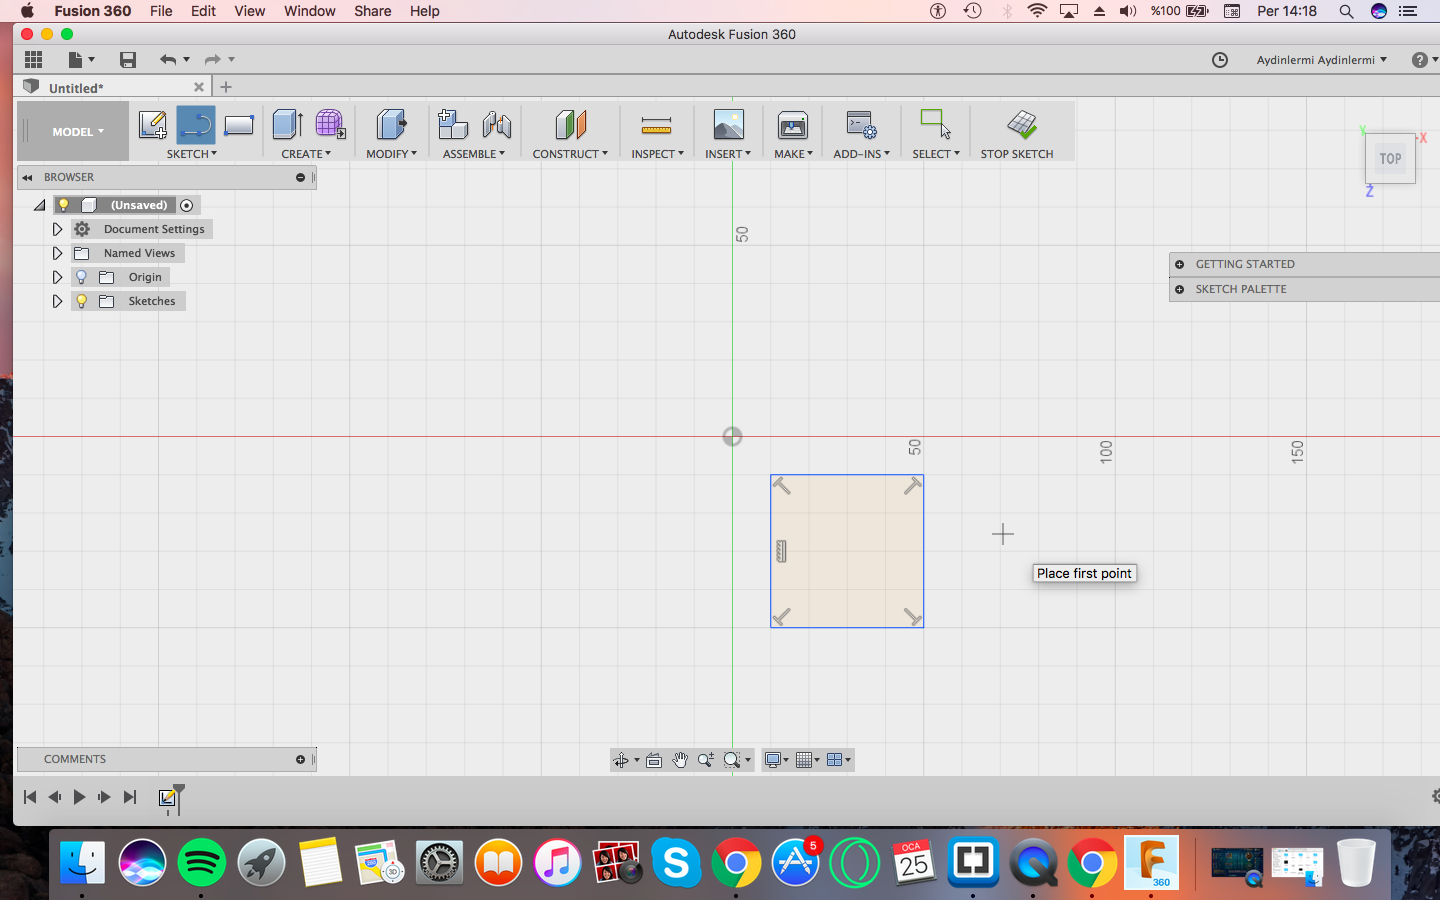 Fusion 360 File Edit View Window Share Help %100 Per 14:18
Autodesk Fusion 360
Aydinlermi Aydinlermi ?
Untitled*
MODEL
SKETCH CREATE MODIFY ASSEMBLE CONSTRUCT INSPECT INSERT MAKE ADD-INS SELECT STOP SKETCH
Y X
TOP
Z
BROWSER
(Unsaved)
Document Settings
Named Views
Origin
Sketches
50
GETTING STARTED
SKETCH PALETTE
50 100 150
Place first point
COMMENTS
3D
S
5
OCA
25
F
360